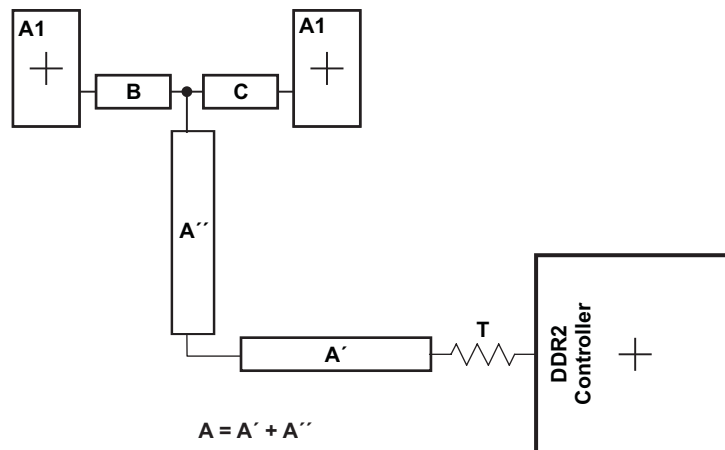 A1
A1
B
C
A´´
T
A´
DDR2
Controller
A = A´ + A´´